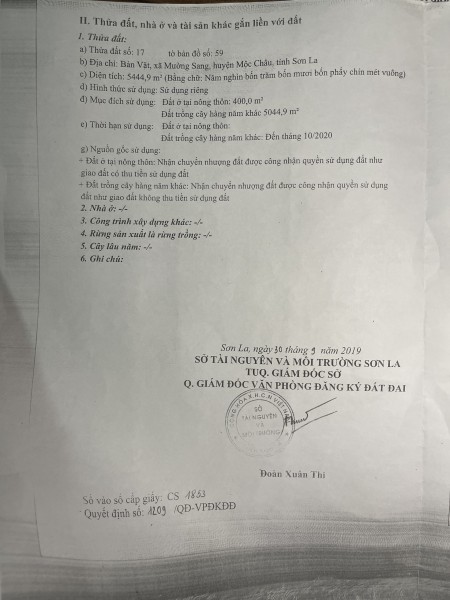 II. Thửa đất, nhà ở và tài sản khác gắn liền với đất
1. Thửa đất:
a) Thửa đất số: 17 tờ bản đồ số: 59
b) Địa chỉ: Bản Vặt, xã Mường Sang, huyện Mộc Châu, tỉnh Sơn La
c) Diện tích: 5444,9 m² (Bằng chữ: Năm nghìn bốn trăm bốn mươi bốn phẩy chín mét vuông)
d) Hình thức sử dụng: Sử dụng riêng
đ) Mục đích sử dụng: Đất ở tại nông thôn: 400,0 m²
Đất trồng cây hàng năm khác 5044,9 m²
e) Thời hạn sử dụng: Đất ở tại nông thôn:
Đất trồng cây hàng năm khác: Đến tháng 10/2020
g) Nguồn gốc sử dụng:
+ Đất ở tại nông thôn: Nhận chuyển nhượng đất được công nhận quyền sử dụng đất như
giao đất có thu tiền sử dụng đất
+ Đất trồng cây hàng năm khác: Nhận chuyển nhượng đất được công nhận quyền sử dụng
đất như giao đất không thu tiền sử dụng đất
2. Nhà ở: -/-
3. Công trình xây dựng khác: -/-
4. Rừng sản xuất là rừng trồng: -/-
5. Cây lâu năm: -/-
6. Ghi chú:
Sơn La, ngày 30 tháng 9 năm 2019
SỞ TÀI NGUYÊN VÀ MÔI TRƯỜNG SƠN LA
TUQ. GIÁM ĐỐC SỞ
Q. GIÁM ĐỐC VĂN PHÒNG ĐĂNG KÝ ĐẤT ĐAI
SỞ
TÀI NGUYÊN
VÀ
MÔI TRƯỜNG
Đoàn Xuân Thi
Số vào sổ cấp giấy: CS 1853
Quyết định số: 1209 /QĐ-VPĐKĐĐ